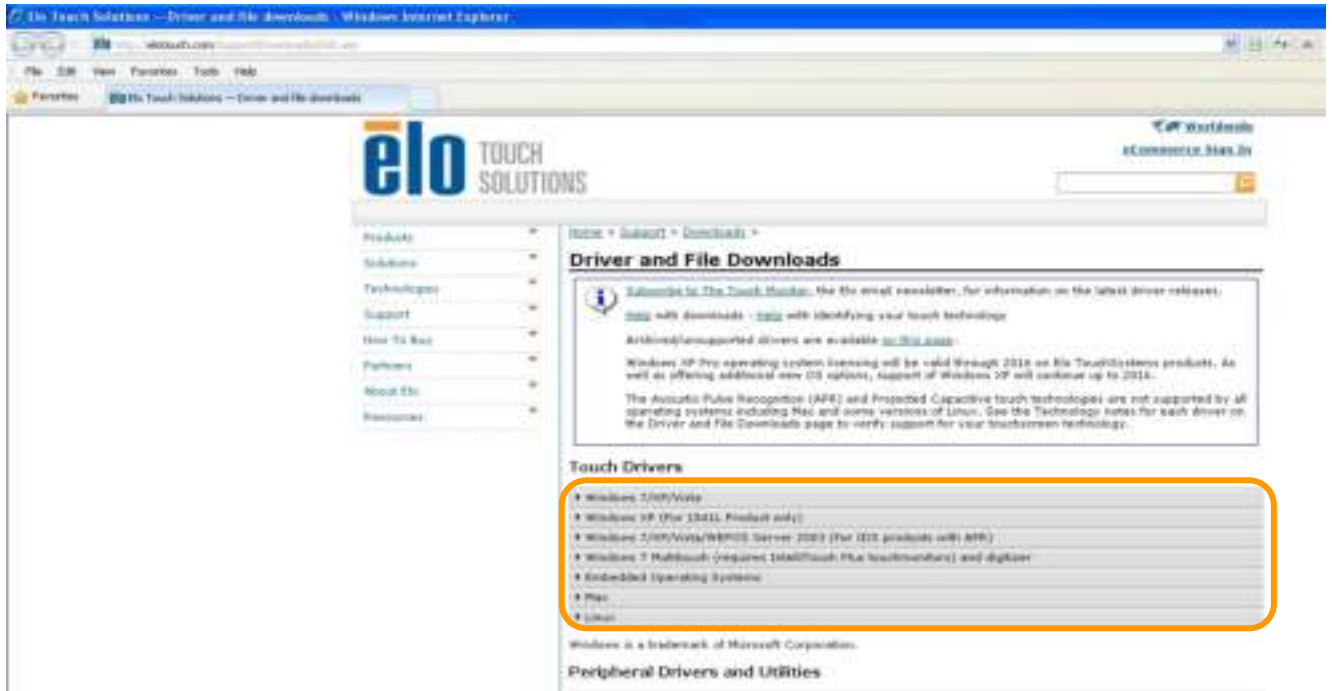 Elo Touch Solutions - Driver and file downloads - Windows Internet Explorer
elotouch.com
File Edit View Favorites Tools Help
Favorites Elo Touch Solutions - Driver and file downloads
elo TOUCH SOLUTIONS
Worldwide
eCommerce Sign In
Products
Solutions
Technologies
Support
How To Buy
Partners
About Elo
Resources
Home > Support > Downloads >
Driver and File Downloads
Subscribe to The Touch Monitor, the Elo email newsletter, for information on the latest driver releases.
Help with downloads - Help with identifying your touch technology
Archived/unsupported drivers are available on this page.
Windows XP Pro operating system licensing will be valid through 2016 on Elo TouchSystems products. As
well as offering additional new OS options, support of Windows XP will continue up to 2016.
The Acoustic Pulse Recognition (APR) and Projected Capacitive touch technologies are not supported by all
operating systems including Mac and some versions of Linux. See the Technology notes for each driver on
the Driver and File Downloads page to verify support for your touchscreen technology.
Touch Drivers
Windows 7/XP/Vista
Windows XP (For Product only)
Windows 7/XP/Vista/WEPOS Server 2003 (For IDS products with APR)
Windows 7 Multitouch (requires IntelliTouch Plus touchmonitors) and digitizer
Embedded Operating Systems
Mac
Linux
Windows is a trademark of Microsoft Corporation.
Peripheral Drivers and Utilities